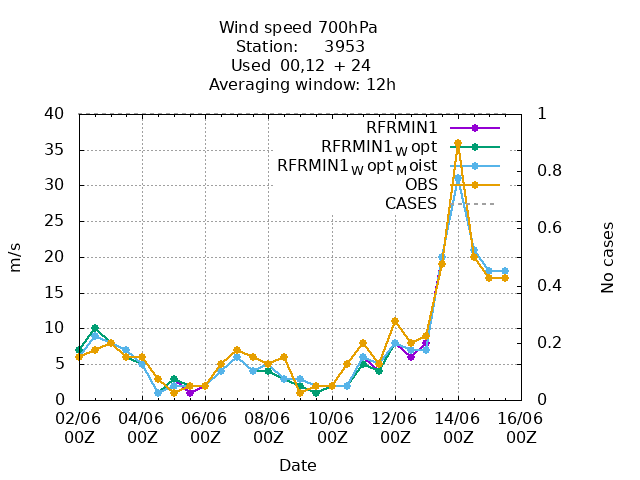 Wind speed 700hPa
Station: 3953
Used 00,12 + 24
Averaging window: 12h
40 1
RFRMIN1
35
RFRMIN1W opt
RFRMIN1W optM oist
30 0.8
OBS
CASES
25
0.6
20
m/s
No cases
15 0.4
10
0.2
5
0 0
02/06 04/06 06/06 08/06 10/06 12/06 14/06 16/06
00Z 00Z 00Z 00Z 00Z 00Z 00Z 00Z
Date